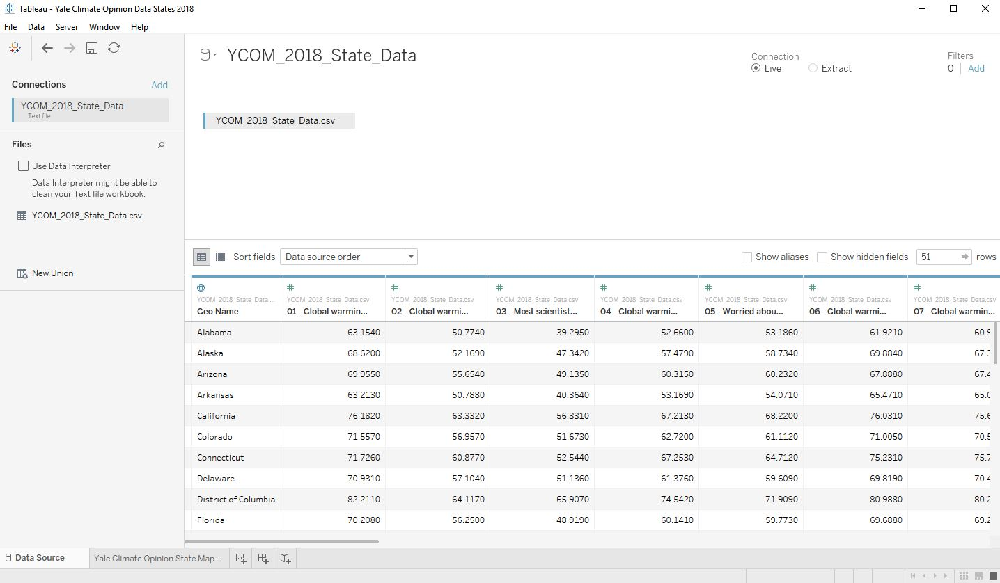 Tableau - Yale Climate Opinion Data States 2018
File Data Server Window Help
Connections Add
YCOM_2018_State_Data
Text file
Files
Use Data Interpreter
Data Interpreter might be able to
clean your Text file workbook.
YCOM_2018_State_Data.csv
New Union
YCOM_2018_State_Data
Connection
Live Extract
Filters
0 Add
YCOM_2018_State_Data.csv
Sort fields Data source order Show aliases Show hidden fields 51 rows
YCOM_2018_State_Data.... YCOM_2018_State_Data.csv YCOM_2018_State_Data.csv YCOM_2018_State_Data.csv YCOM_2018_State_Data.csv YCOM_2018_State_Data.csv YCOM_2018_State_Data.csv YCOM_2018_State_Data.csv
Geo Name 01 - Global warmin... 02 - Global warmi... 03 - Most scientist... 04 - Global warmi... 05 - Worried abou... 06 - Global warmi... 07 - Global warmin...
Alabama 63.1540 50.7740 39.2950 52.6600 53.1860 61.9210 60.9
Alaska 68.6200 52.1690 47.3420 57.4790 58.7340 69.8840 67.3
Arizona 69.9550 55.6540 49.1350 60.3150 60.2320 67.8880 67.4
Arkansas 63.2130 50.7880 40.3640 53.1690 54.0710 65.4710 65.0
California 76.1820 63.3320 56.3310 67.2130 68.2200 76.0310 75.6
Colorado 71.5570 56.9570 51.6730 62.7200 61.1120 71.0050 70.5
Connecticut 71.7260 60.8770 52.5440 67.2530 64.7120 75.2310 75.7
Delaware 70.9310 57.1040 51.1360 61.3760 59.6090 69.8190 70.4
District of Columbia 82.2110 64.1170 65.9070 74.5420 71.9090 80.9880 80.2
Florida 70.2080 56.2500 48.9190 60.1410 59.7730 69.6880 69.2
Data Source Yale Climate Opinion State Map...